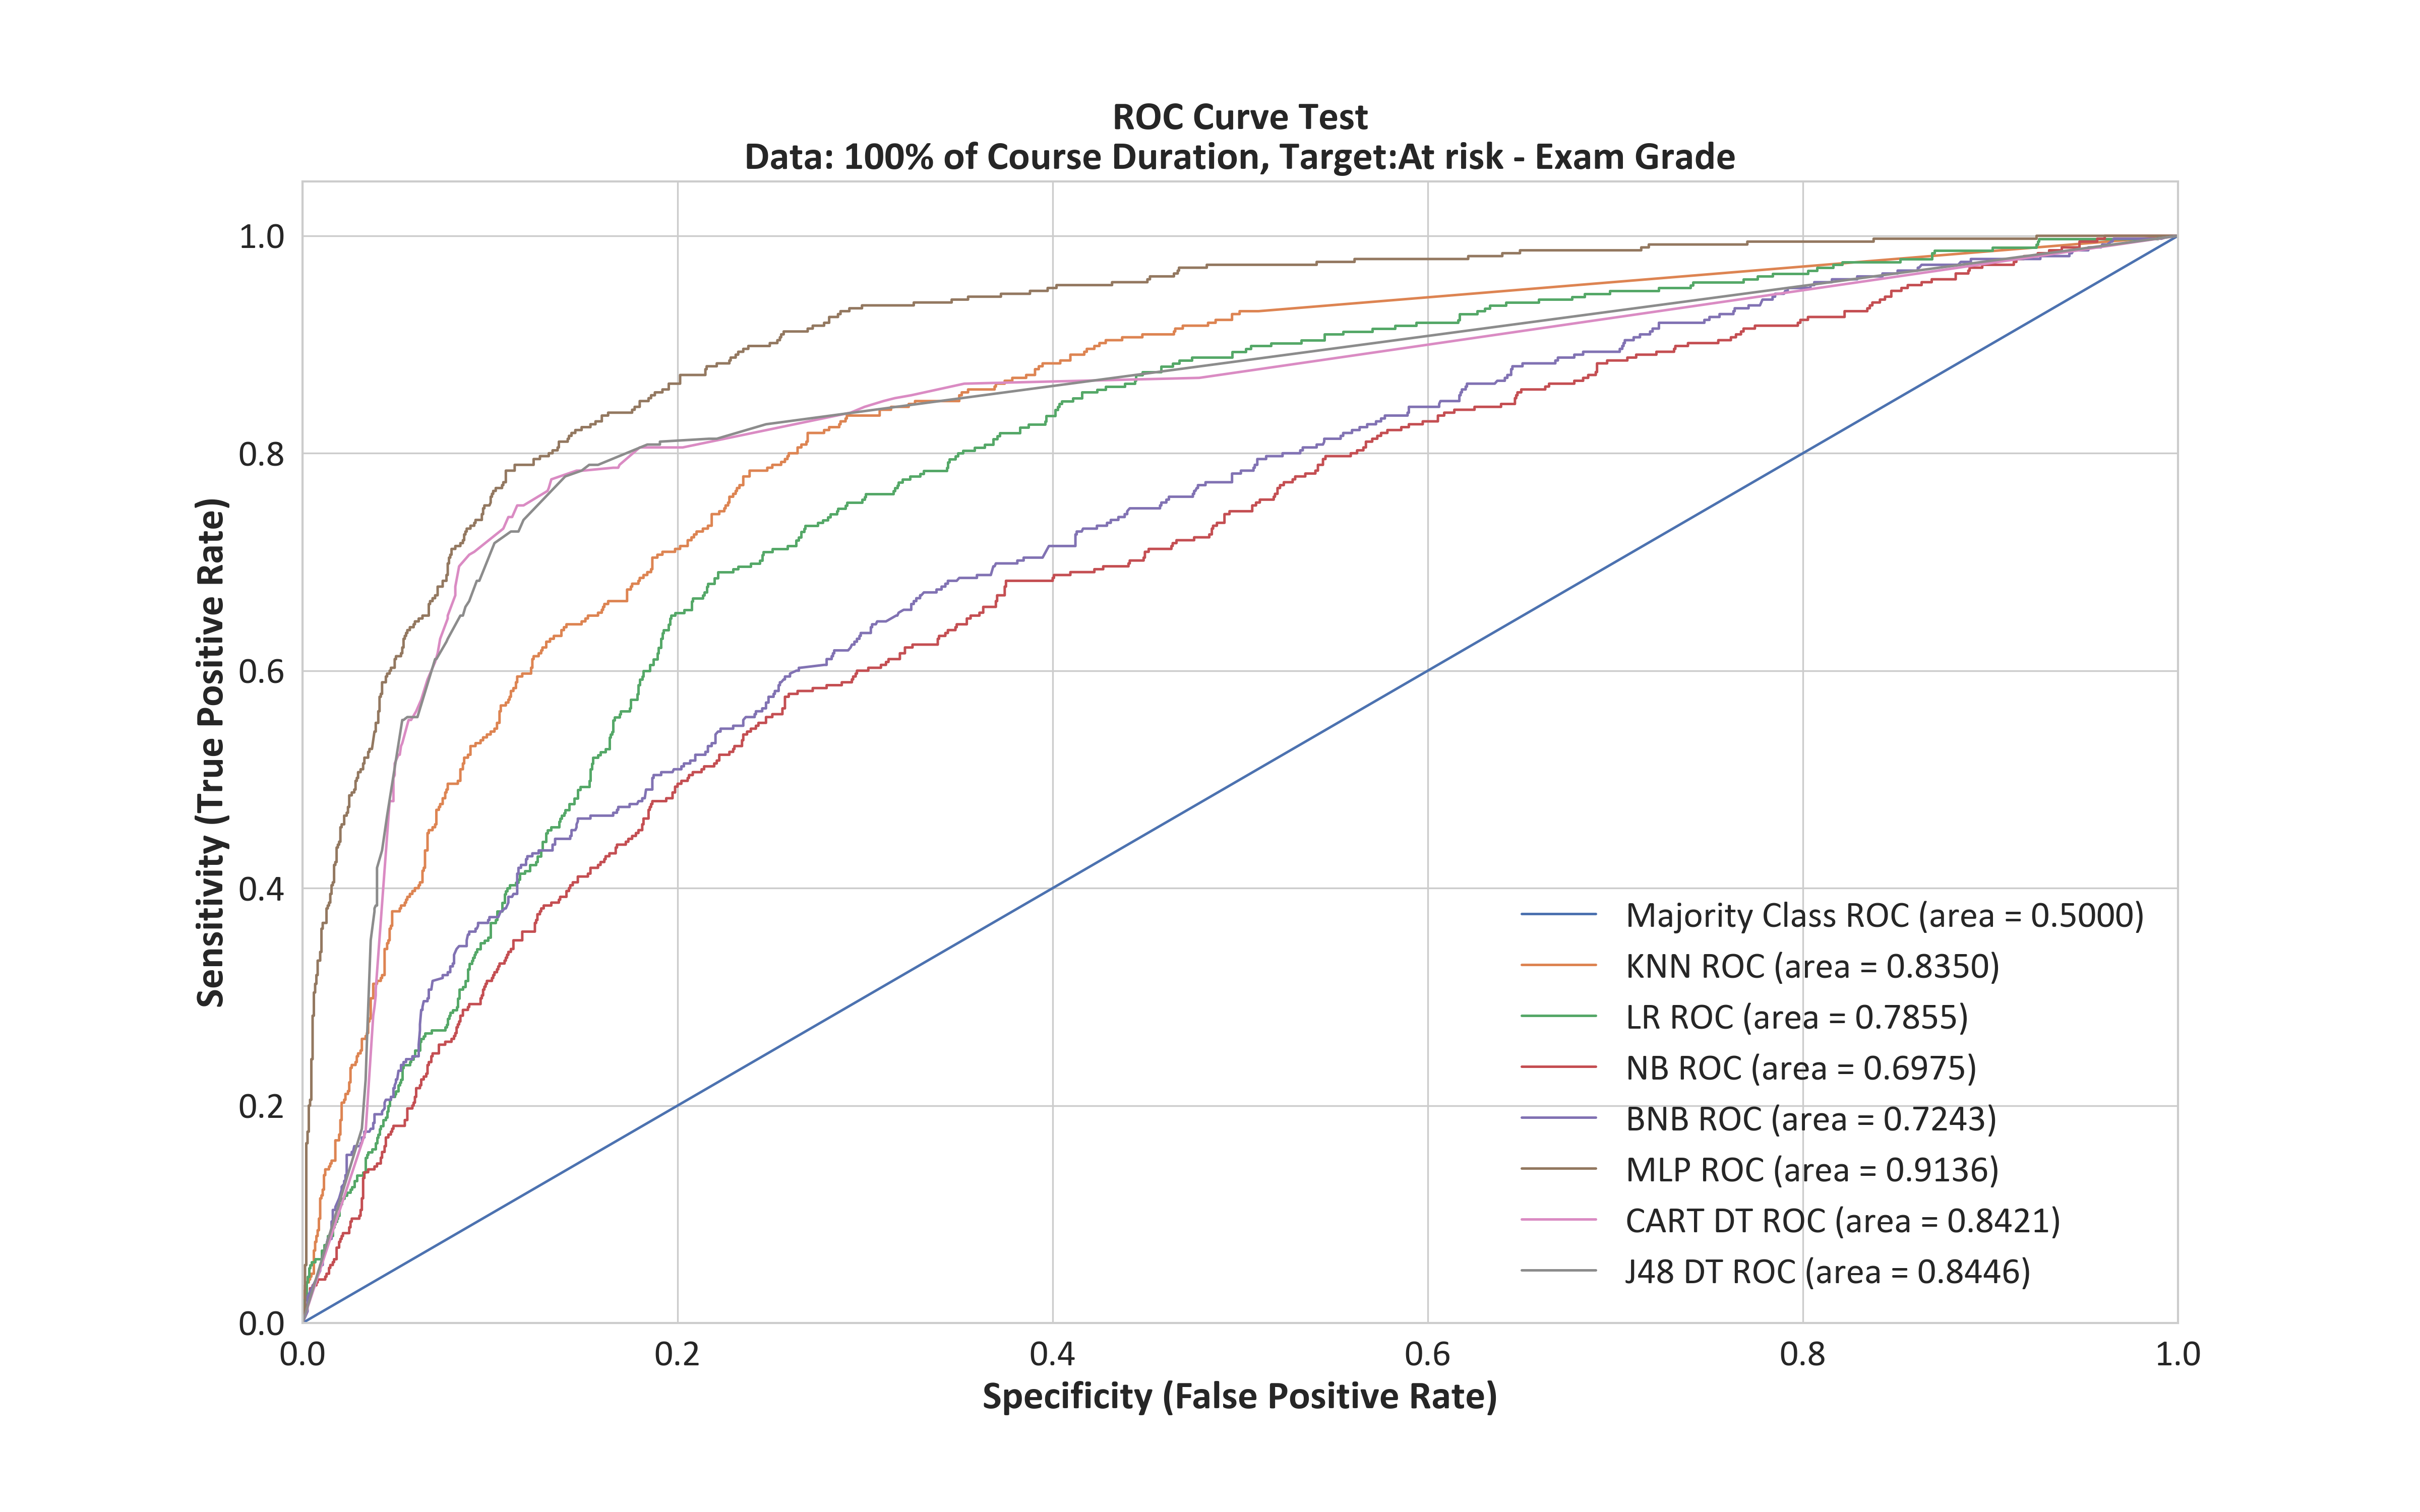 ROC Curve Test
Data: 100% of Course Duration, Target:At risk - Exam Grade
Sensitivity (True Positive Rate)
1.0
0.8
0.6
0.4
0.2
0.0
Majority Class ROC (area = 0.5000)
KNN ROC (area = 0.8350)
LR ROC (area = 0.7855)
NB ROC (area = 0.6975)
BNB ROC (area = 0.7243)
MLP ROC (area = 0.9136)
CART DT ROC (area = 0.8421)
J48 DT ROC (area = 0.8446)
0.0 0.2 0.4 0.6 0.8 1.0
Specificity (False Positive Rate)